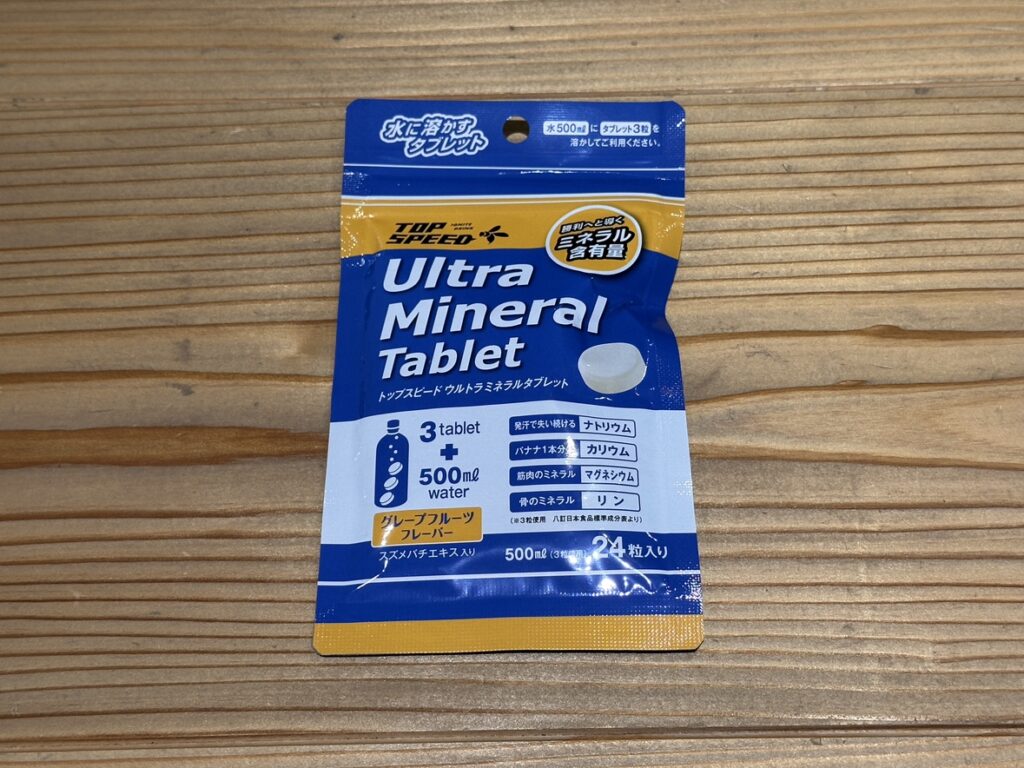 水に溶かす
タブレット
水500mlに タブレット3粒 を
溶かしてご利用ください。
TOP
SPEED
IGNITE
DRINK
勝利へと導く
ミネラル
含有量
Ultra
Mineral
Tablet
トップスピード ウルトラミネラルタブレット
3 tablet
+
500ml
water
発汗で失い続ける ナトリウム
バナナ1本分 カリウム
筋肉のミネラル マグネシウム
骨のミネラル リン
(※3粒使用 八訂日本食品標準成分表より)
グレープフルーツ
フレーバー
スズメバチエキス入り
500ml(3粒使用) 24粒入り